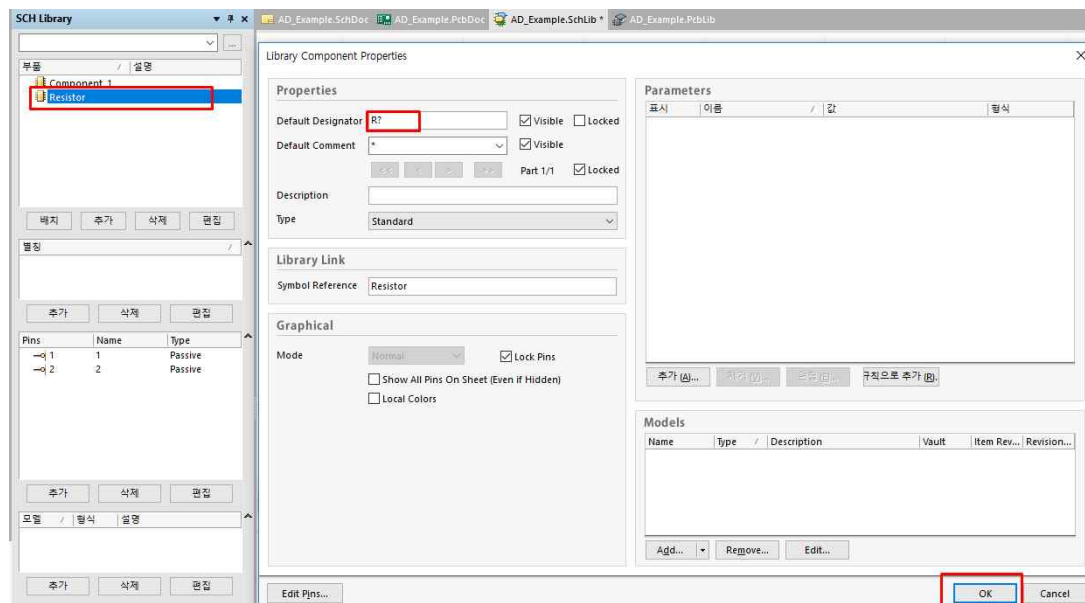 SCH Library
AD_Example.SchDoc AD_Example.PcbDoc AD_Example.SchLib * AD_Example.PcbLib
...
부품 / 설명
Component_1
Resistor
배치 추가 삭제 편집
별칭 /
추가 삭제 편집
Pins Name Type
1 1 Passive
2 2 Passive
추가 삭제 편집
모델 / 형식 설명
추가 삭제 편집
Library Component Properties
Properties
Default Designator R? Visible Locked
Default Comment * Visible
<< < > >> Part 1/1 Locked
Description
Type Standard
Library Link
Symbol Reference Resistor
Graphical
Mode Normal Lock Pins
Show All Pins On Sheet (Even if Hidden)
Local Colors
Edit Pins...
Parameters
표시 이름 / 값 형식
추가 (A)... 규칙으로 추가 (R).
Models
Name Type / Description Vault Item Rev... Revision...
Add... Remove... Edit...
OK Cancel